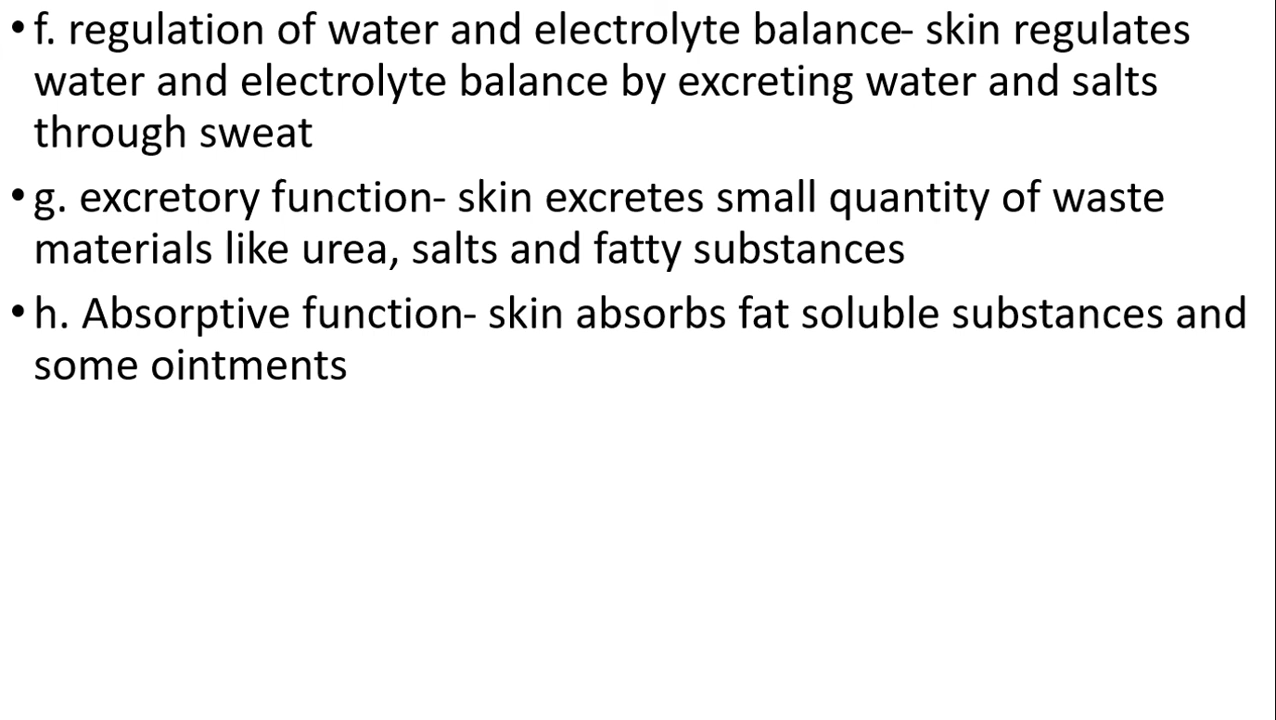 • f. regulation of water and electrolyte balance- skin regulates
water and electrolyte balance by excreting water and salts
through sweat
• g. excretory function- skin excretes small quantity of waste
materials like urea, salts and fatty substances
• h. Absorptive function- skin absorbs fat soluble substances and
some ointments